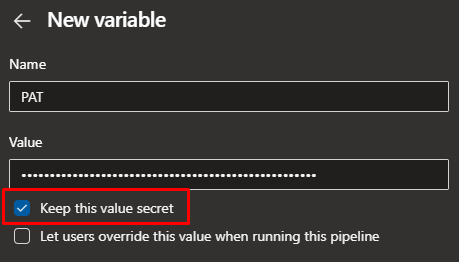 New variable
Name
PAT
Value
••••••••••••••••••••••••••••••••••••••••••••••••••••
Keep this value secret
Let users override this value when running this pipeline